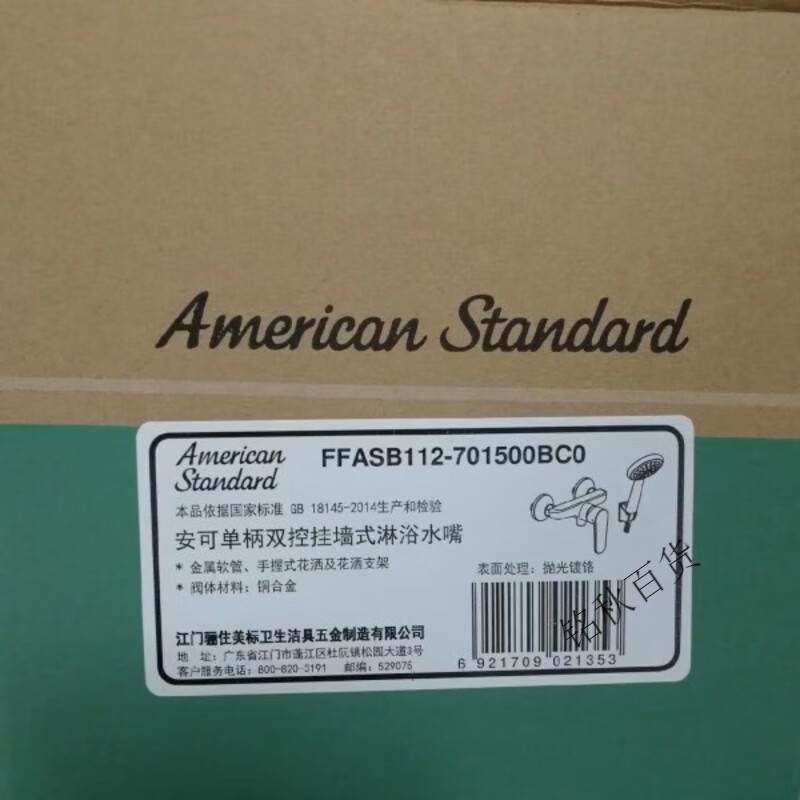 American Standard
American
Standard
FFASB112-701500BC0
本品依据国家标准 GB 18145-2014生产和检验
安可单柄双控挂墙式淋浴水嘴
* 金属软管、手握式花洒及花洒支架
* 阀体材料：铜合金
表面处理：抛光镀铬
江门骊住美标卫生洁具五金制造有限公司
地 址：广东省江门市蓬江区杜阮镇松园大道3号
客户服务电话：800-820-3191 邮编：529075
6 921709 021353
铭秋百货